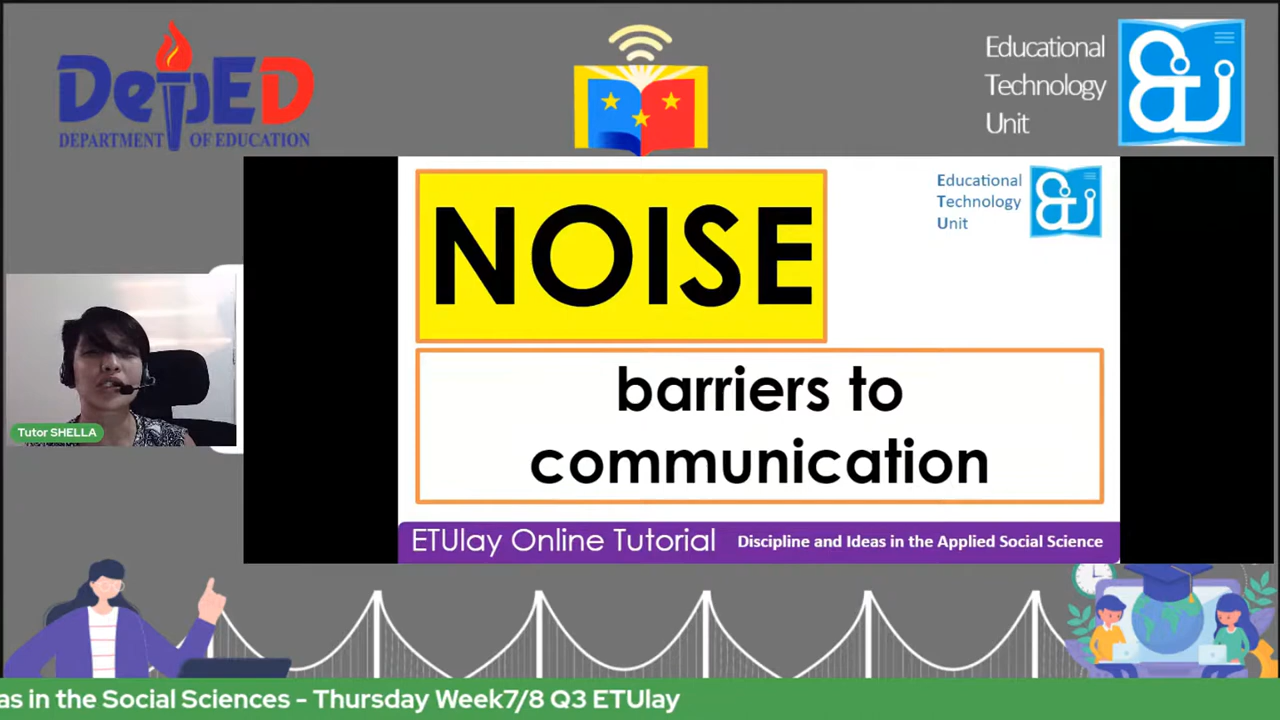 DepED
DEPARTMENT OF EDUCATION
Educational
Technology
Unit
NOISE
Educational
Technology
Unit
barriers to
communication
Tutor SHELLA
ETUlay Online Tutorial Discipline and Ideas in the Applied Social Science
as in the Social Sciences - Thursday Week7/8 Q3 ETUlay